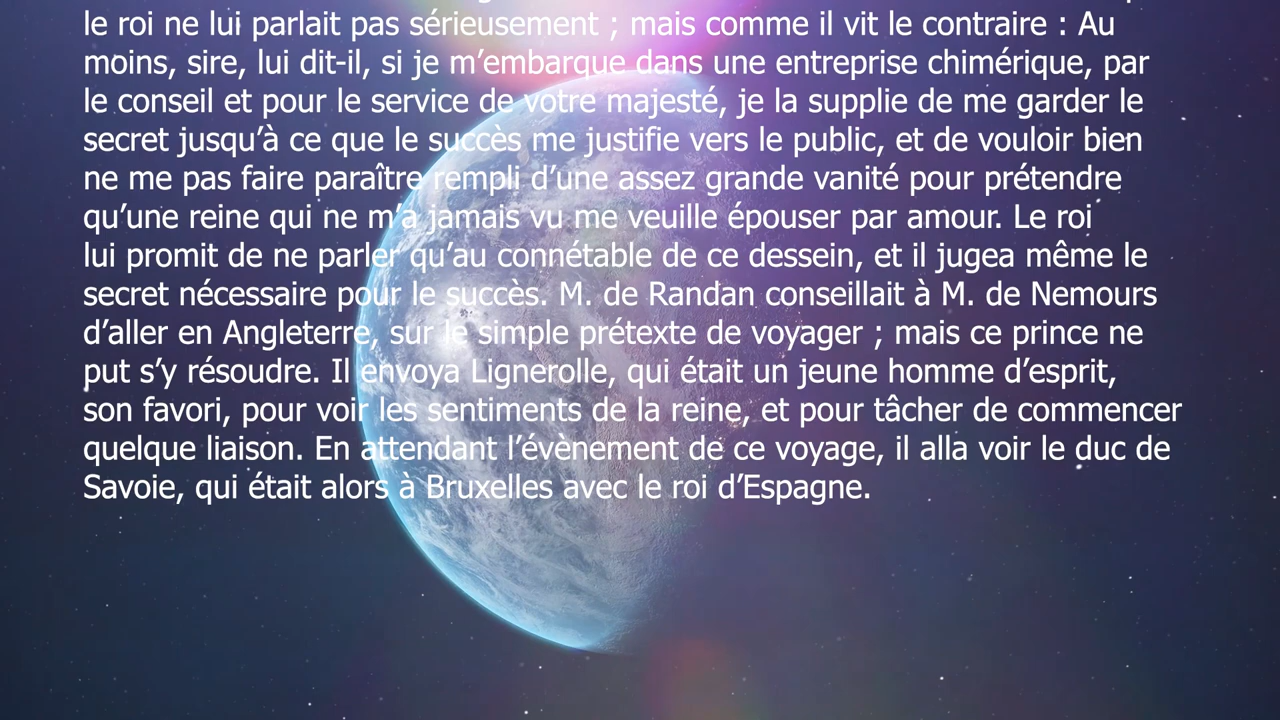 le roi ne lui parlait pas sérieusement ; mais comme il vit le contraire : Au
moins, sire, lui dit-il, si je m’embarque dans une entreprise chimérique, par
le conseil et pour le service de votre majesté, je la supplie de me garder le
secret jusqu’à ce que le succès me justifie vers le public, et de vouloir bien
ne me pas faire paraître rempli d’une assez grande vanité pour prétendre
qu’une reine qui ne m’a jamais vu me veuille épouser par amour. Le roi
lui promit de ne parler qu’au connétable de ce dessein, et il jugea même le
secret nécessaire pour le succès. M. de Randan conseillait à M. de Nemours
d’aller en Angleterre, sur le simple prétexte de voyager ; mais ce prince ne
put s’y résoudre. Il envoya Lignerolle, qui était un jeune homme d’esprit,
son favori, pour voir les sentiments de la reine, et pour tâcher de commencer
quelque liaison. En attendant l’évènement de ce voyage, il alla voir le duc de
Savoie, qui était alors à Bruxelles avec le roi d’Espagne.